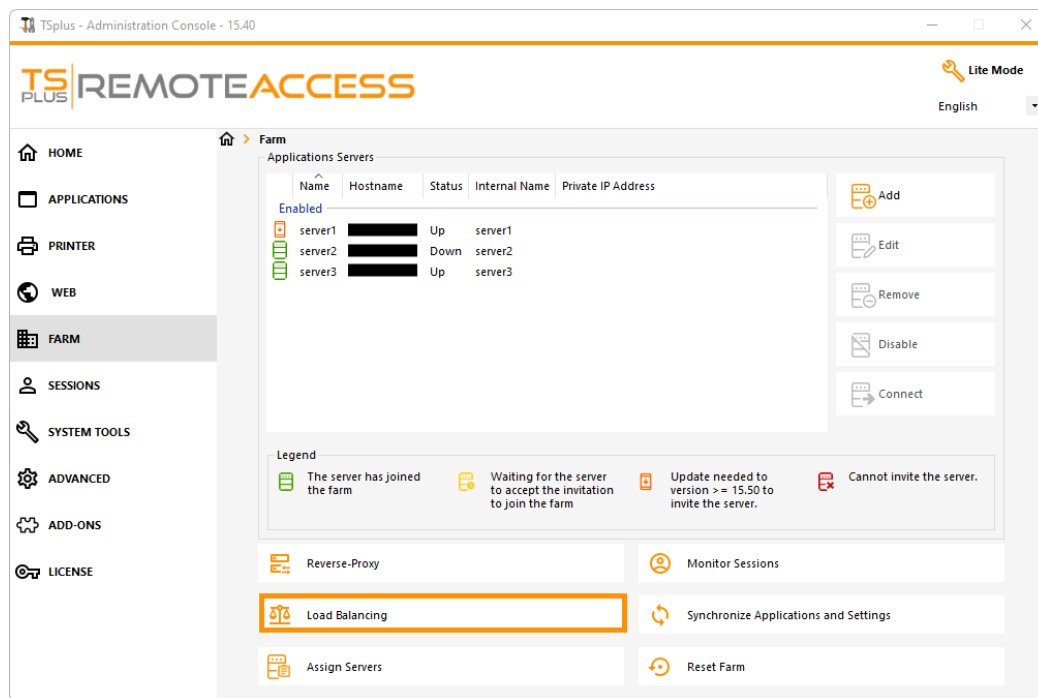 TSplus - Administration Console - 15.40
TS PLUS REMOTEACCESS
Lite Mode
English
HOME
APPLICATIONS
PRINTER
WEB
FARM
SESSIONS
SYSTEM TOOLS
ADVANCED
ADD-ONS
LICENSE
Farm
Applications Servers
Name Hostname Status Internal Name Private IP Address
Enabled
server1 Up server1
server2 Down server2
server3 Up server3
Add
Edit
Remove
Disable
Connect
Legend
The server has joined
the farm
Waiting for the server
to accept the invitation
to join the farm
Update needed to
version >= 15.50 to
invite the server.
Cannot invite the server.
Reverse-Proxy
Monitor Sessions
Load Balancing
Synchronize Applications and Settings
Assign Servers
Reset Farm